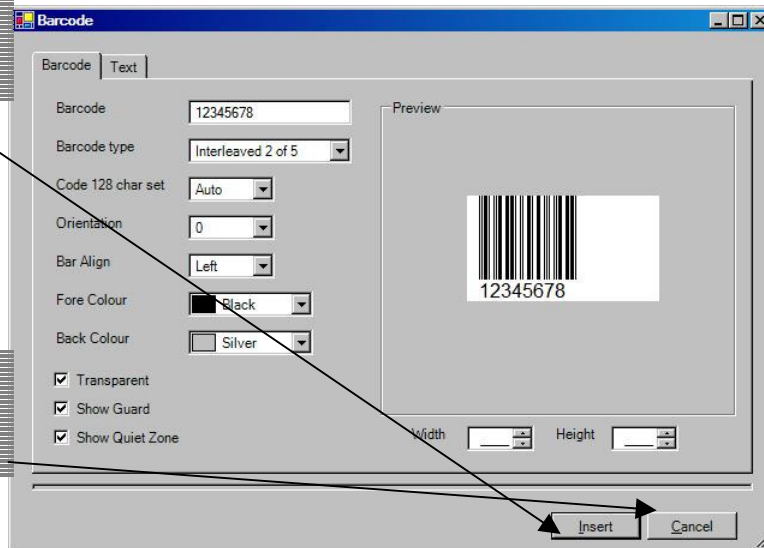 Barcode
Barcode Text
Barcode 12345678
Preview
Barcode type Interleaved 2 of 5
Code 128 char set Auto
Orientation 0
12345678
Bar Align Left
Fore Colour Black
Back Colour Silver
Transparent
Show Guard
Show Quiet Zone
Width Height
Insert Cancel